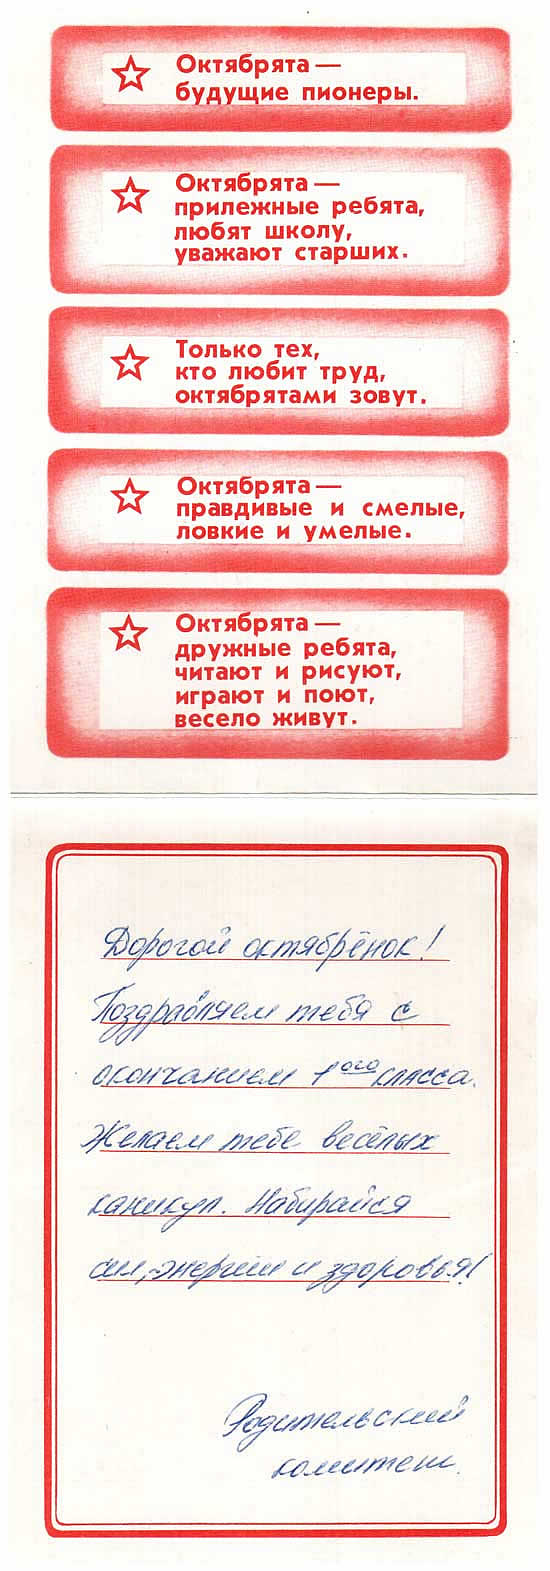 Октябрята —
будущие пионеры.
Октябрята —
прилежные ребята,
любят школу,
уважают старших.
Только тех,
кто любит труд,
октябрятами зовут.
Октябрята —
правдивые и смелые,
ловкие и умелые.
Октябрята —
дружные ребята,
читают и рисуют,
играют и поют,
весело живут.
Дорогой октябрёнок!
Поздравляем тебя с
окончанием 1ого класса.
Желаем тебе весёлых
каникул. Набирайся
сил, энергии и здоровья!
Родительский
комитет.